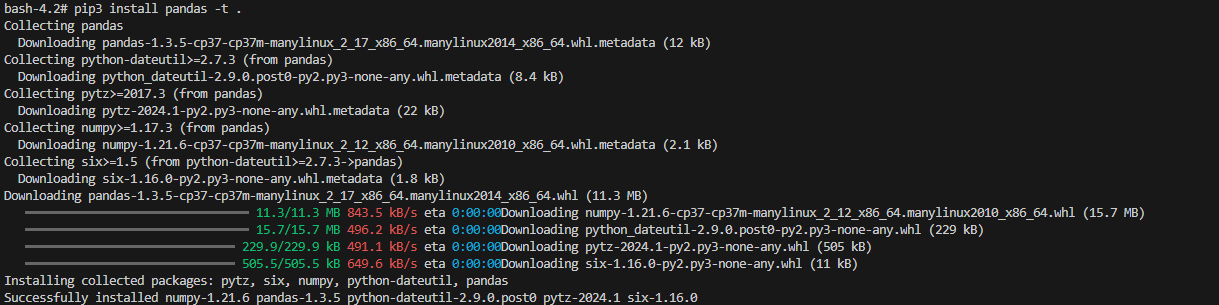 bash-4.2# pip3 install pandas -t .
Collecting pandas
  Downloading pandas-1.3.5-cp37-cp37m-manylinux_2_17_x86_64.manylinux2014_x86_64.whl.metadata (12 kB)
Collecting python-dateutil>=2.7.3 (from pandas)
  Downloading python_dateutil-2.9.0.post0-py2.py3-none-any.whl.metadata (8.4 kB)
Collecting pytz>=2017.3 (from pandas)
  Downloading pytz-2024.1-py2.py3-none-any.whl.metadata (22 kB)
Collecting numpy>=1.17.3 (from pandas)
  Downloading numpy-1.21.6-cp37-cp37m-manylinux_2_12_x86_64.manylinux2010_x86_64.whl.metadata (2.1 kB)
Collecting six>=1.5 (from python-dateutil>=2.7.3->pandas)
  Downloading six-1.16.0-py2.py3-none-any.whl.metadata (1.8 kB)
Downloading pandas-1.3.5-cp37-cp37m-manylinux_2_17_x86_64.manylinux2014_x86_64.whl (11.3 MB)
11.3/11.3 MB 843.5 kB/s eta 0:00:00Downloading numpy-1.21.6-cp37-cp37m-manylinux_2_12_x86_64.manylinux2010_x86_64.whl (15.7 MB)
15.7/15.7 MB 496.2 kB/s eta 0:00:00Downloading python_dateutil-2.9.0.post0-py2.py3-none-any.whl (229 kB)
229.9/229.9 kB 491.1 kB/s eta 0:00:00Downloading pytz-2024.1-py2.py3-none-any.whl (505 kB)
505.5/505.5 kB 649.6 kB/s eta 0:00:00Downloading six-1.16.0-py2.py3-none-any.whl (11 kB)
Installing collected packages: pytz, six, numpy, python-dateutil, pandas
Successfully installed numpy-1.21.6 pandas-1.3.5 python-dateutil-2.9.0.post0 pytz-2024.1 six-1.16.0